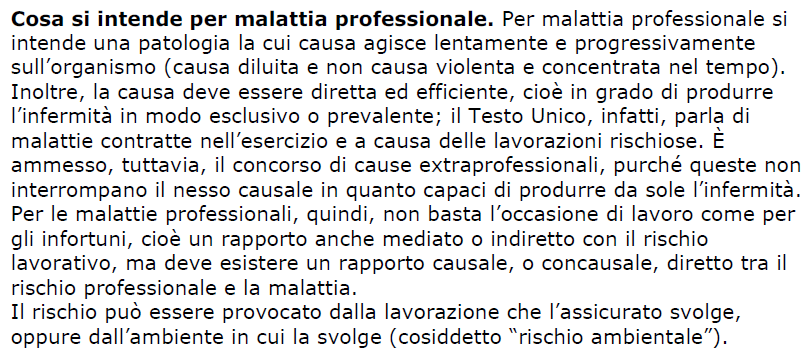 Cosa si intende per malattia professionale. Per malattia professionale si
intende una patologia la cui causa agisce lentamente e progressivamente
sull'organismo (causa diluita e non causa violenta e concentrata nel tempo).
Inoltre, la causa deve essere diretta ed efficiente, cioè in grado di produrre
l'infermità in modo esclusivo o prevalente; il Testo Unico, infatti, parla di
malattie contratte nell'esercizio e a causa delle lavorazioni rischiose. È
ammesso, tuttavia, il concorso di cause extraprofessionali, purché queste non
interrompano il nesso causale in quanto capaci di produrre da sole l'infermità.
Per le malattie professionali, quindi, non basta l'occasione di lavoro come per
gli infortuni, cioè un rapporto anche mediato o indiretto con il rischio
lavorativo, ma deve esistere un rapporto causale, o concausale, diretto tra il
rischio professionale e la malattia.
Il rischio può essere provocato dalla lavorazione che l'assicurato svolge,
oppure dall'ambiente in cui la svolge (cosiddetto "rischio ambientale").